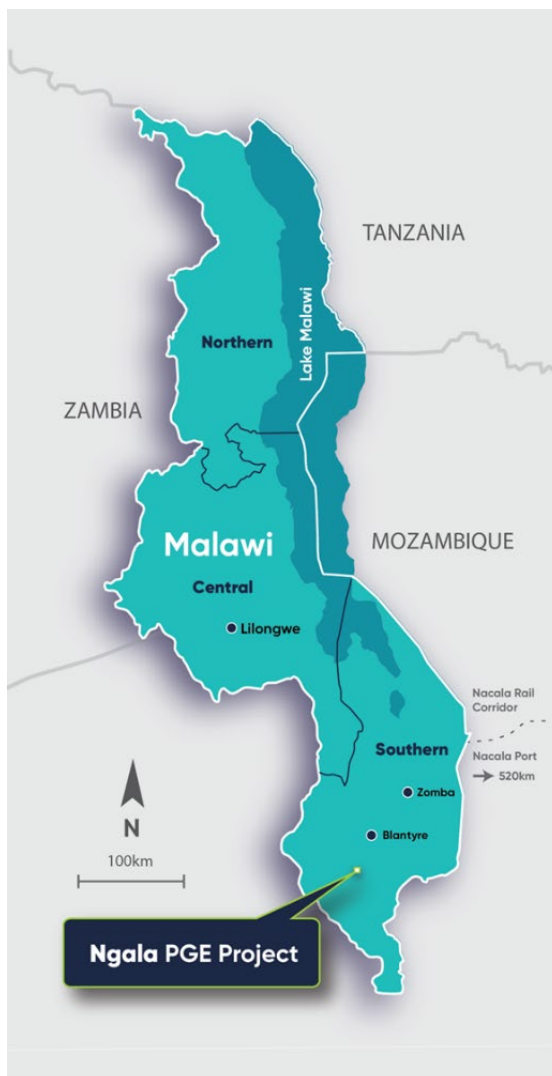 TANZANIA
Northern
Lake Malawi
ZAMBIA
Malawi
MOZAMBIQUE
Central
Lilongwe
Nacala Rail
Corridor
Southern
Nacala Port
520km
Zomba
N
Blantyre
100km
Ngala PGE Project